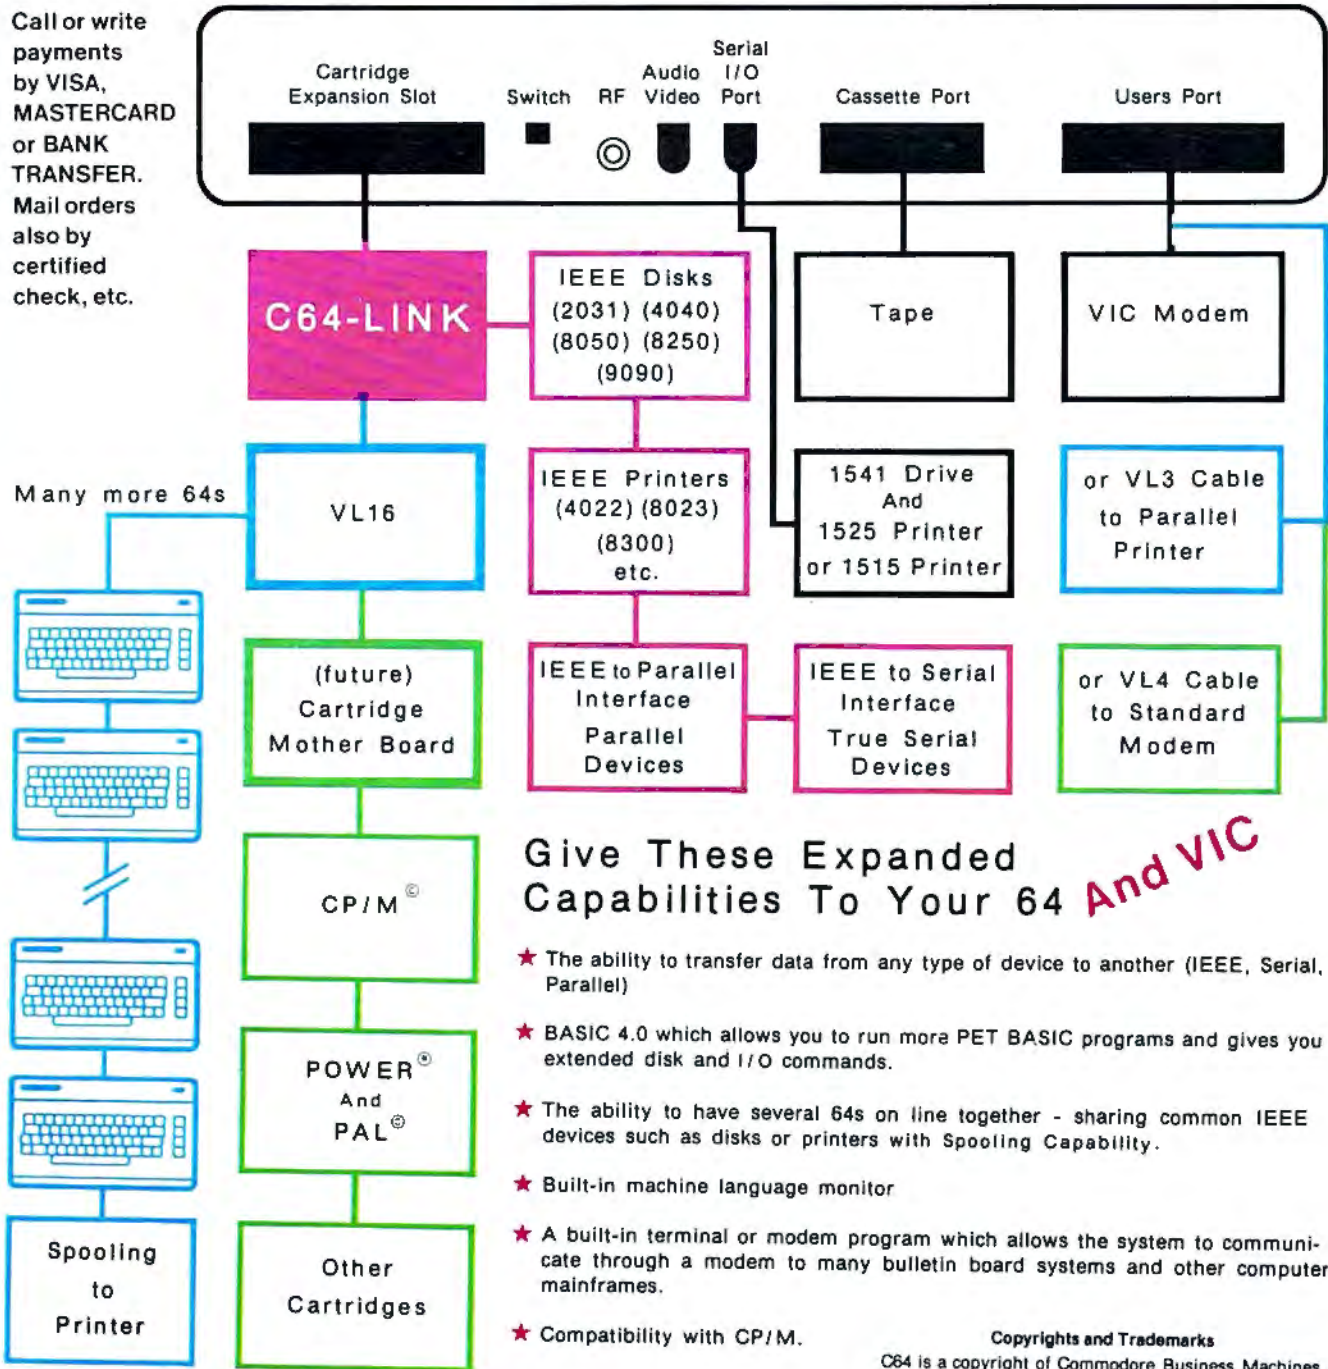 Call or write
payments
by VISA,
MASTERCARD
or BANK
TRANSFER.
Mail orders
also by
certified
check, etc.
Cartridge
Expansion Slot
Switch
RF
Audio
Video
Serial
I/O
Port
Cassette Port
Users Port
C64-LINK
IEEE Disks
(2031) (4040)
(8050) (8250)
(9090)
Tape
VIC Modem
Many more 64s
VL16
IEEE Printers
(4022) (8023)
(8300)
etc.
1541 Drive
And
1525 Printer
or 1515 Printer
or VL3 Cable
to Parallel
Printer
(future)
Cartridge
Mother Board
IEEE to Parallel
Interface
Parallel
Devices
IEEE to Serial
Interface
True Serial
Devices
or VL4 Cable
to Standard
Modem
CP/M©
POWER®
And
PAL©
Other
Cartridges
Spooling
to
Printer
Give These Expanded
Capabilities To Your 64 And VIC
★ The ability to transfer data from any type of device to another (IEEE, Serial,
Parallel)
★ BASIC 4.0 which allows you to run more PET BASIC programs and gives you
extended disk and I/O commands.
★ The ability to have several 64s on line together - sharing common IEEE
devices such as disks or printers with Spooling Capability.
★ Built-in machine language monitor
★ A built-in terminal or modem program which allows the system to communi-
cate through a modem to many bulletin board systems and other computer
mainframes.
★ Compatibility with CP/M.
Copyrights and Trademarks
C64 is a copyright of Commodore Business Machines,